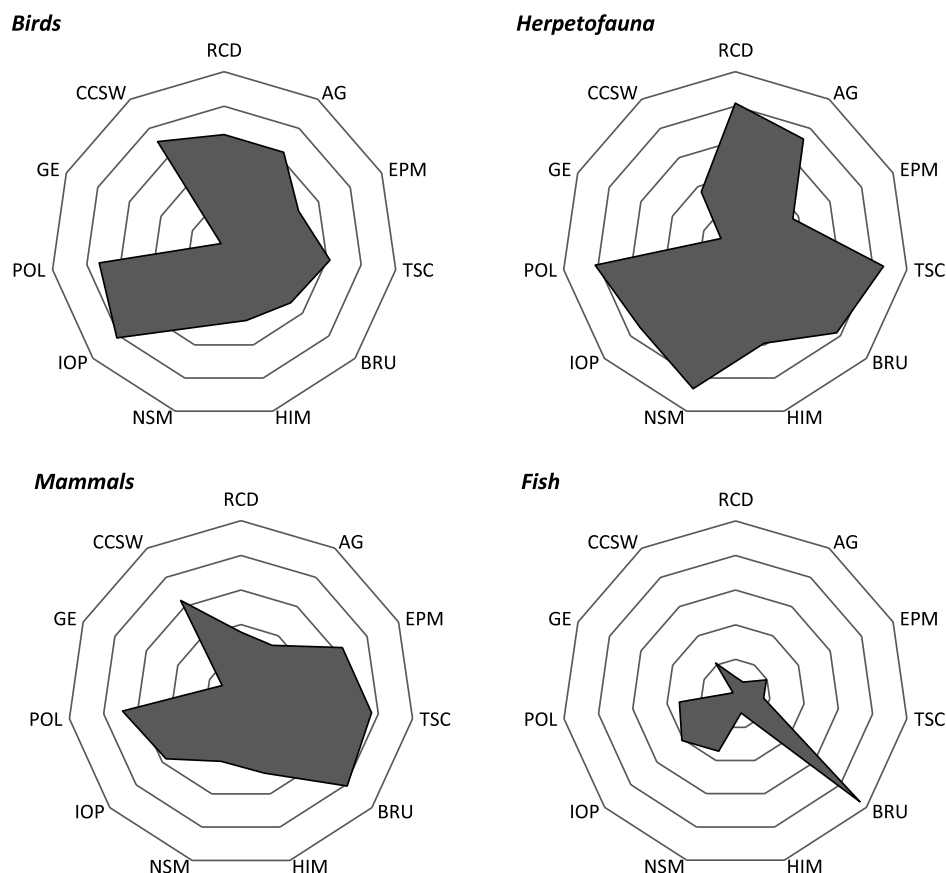 Birds
RCD
AG
EPM
TSC
BRU
HIM
NSM
IOP
POL
GE
CCSW
Herpetofauna
RCD
AG
EPM
TSC
BRU
HIM
NSM
IOP
POL
GE
CCSW
Mammals
RCD
AG
EPM
TSC
BRU
HIM
NSM
IOP
POL
GE
CCSW
Fish
RCD
AG
EPM
TSC
BRU
HIM
NSM
IOP
POL
GE
CCSW